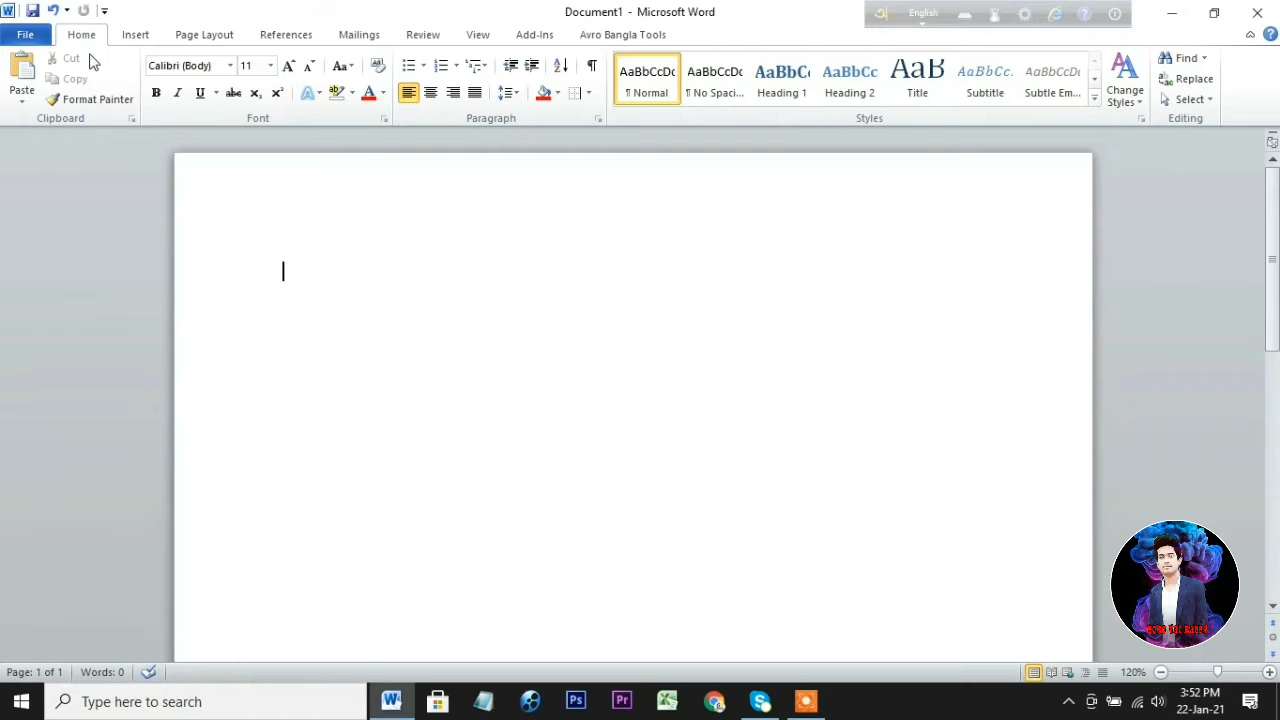 Document1 - Microsoft Word
English
File Home Insert Page Layout References Mailings Review View Add-Ins Avro Bangla Tools
Paste
Cut
Copy
Format Painter
Clipboard
Calibri (Body) 11
Font
Paragraph
AaBbCcDc AaBbCcDc AaBbCc AaBbCc AaB AaBbCc. AaBbCcDc
¶ Normal ¶ No Spaci... Heading 1 Heading 2 Title Subtitle Subtle Em...
Styles
Change
Styles
Find
Replace
Select
Editing
Page: 1 of 1 Words: 0
120%
Type here to search
3:52 PM
22-Jan-21